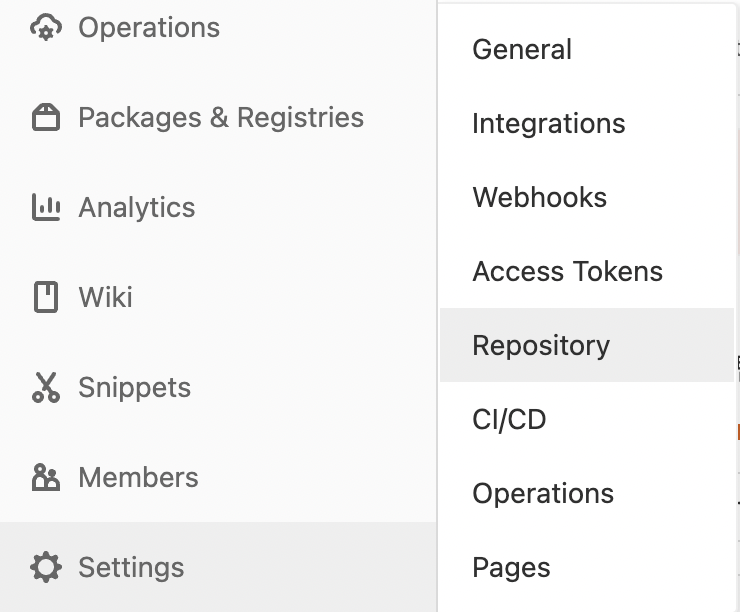 Operations
Packages & Registries
Analytics
Wiki
Snippets
Members
Settings
General
Integrations
Webhooks
Access Tokens
Repository
CI/CD
Operations
Pages